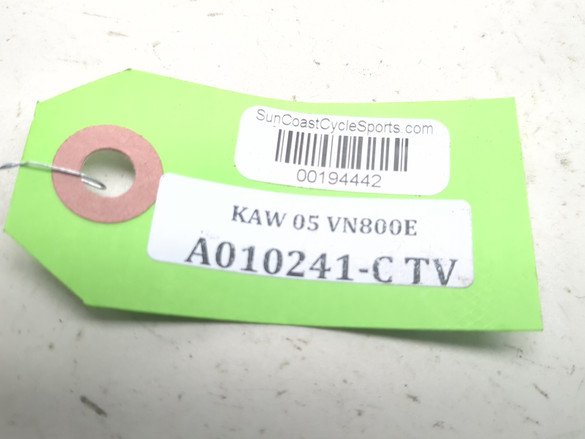 SunCoastCycleSports.com
00194442
KAW 05 VN800E
A010241-C TV